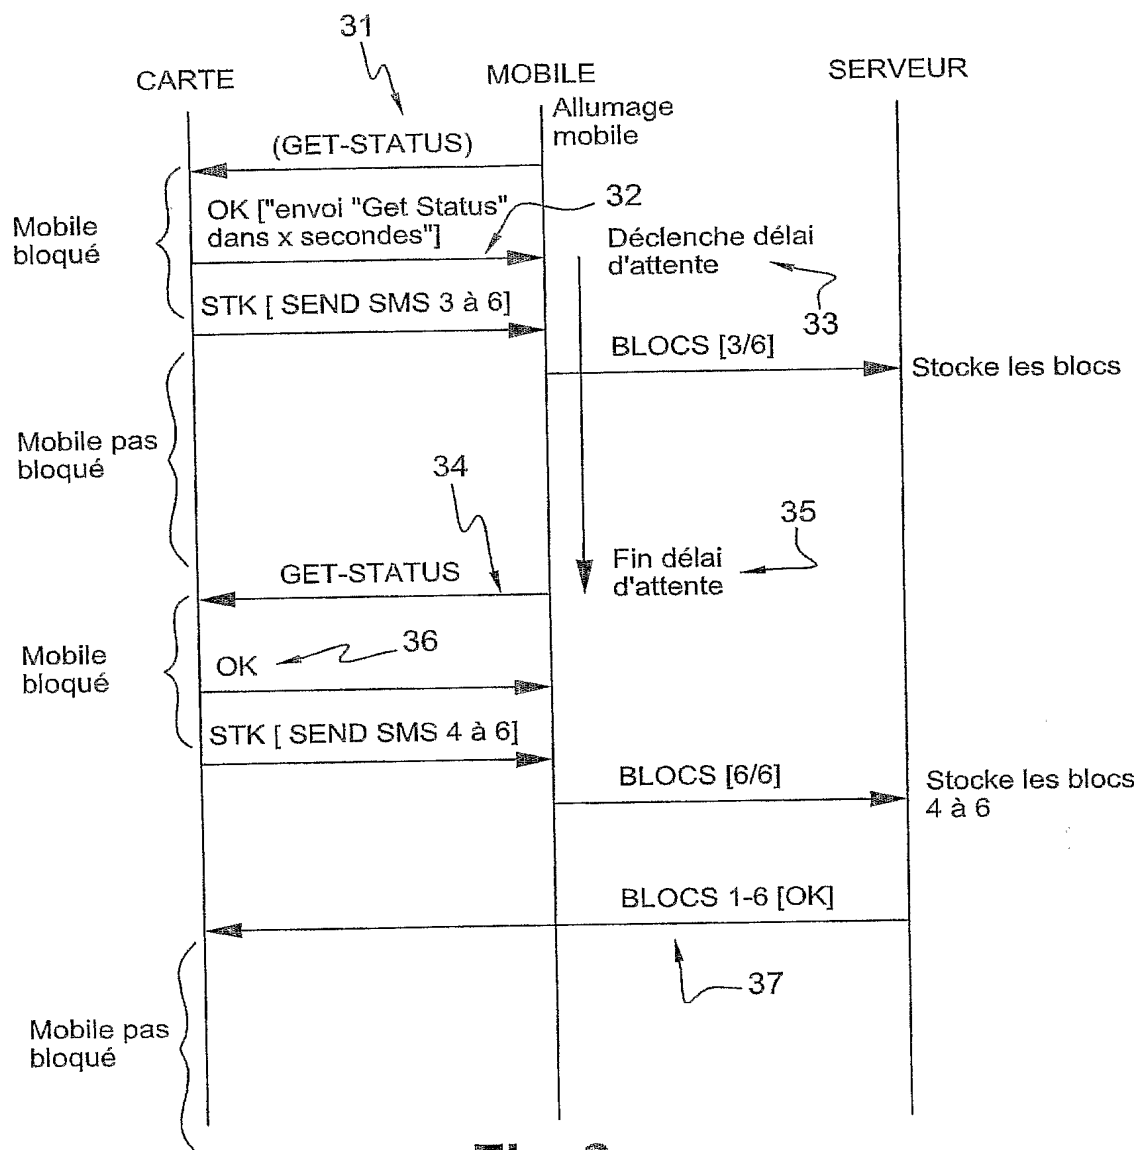 31
CARTE
MOBILE
SERVEUR
Allumage
mobile
(GET-STATUS)
32
OK ["envoi "Get Status"
dans x secondes"]
Mobile
bloqué
Déclenche délai
d'attente
33
STK [ SEND SMS 3 à 6]
BLOCS [3/6]
Stocke les blocs
Mobile pas
bloqué
34
35
Fin délai
d'attente
GET-STATUS
36
OK
Mobile
bloqué
STK [ SEND SMS 4 à 6]
BLOCS [6/6]
Stocke les blocs
4 à 6
BLOCS 1-6 [OK]
37
Mobile pas
bloqué